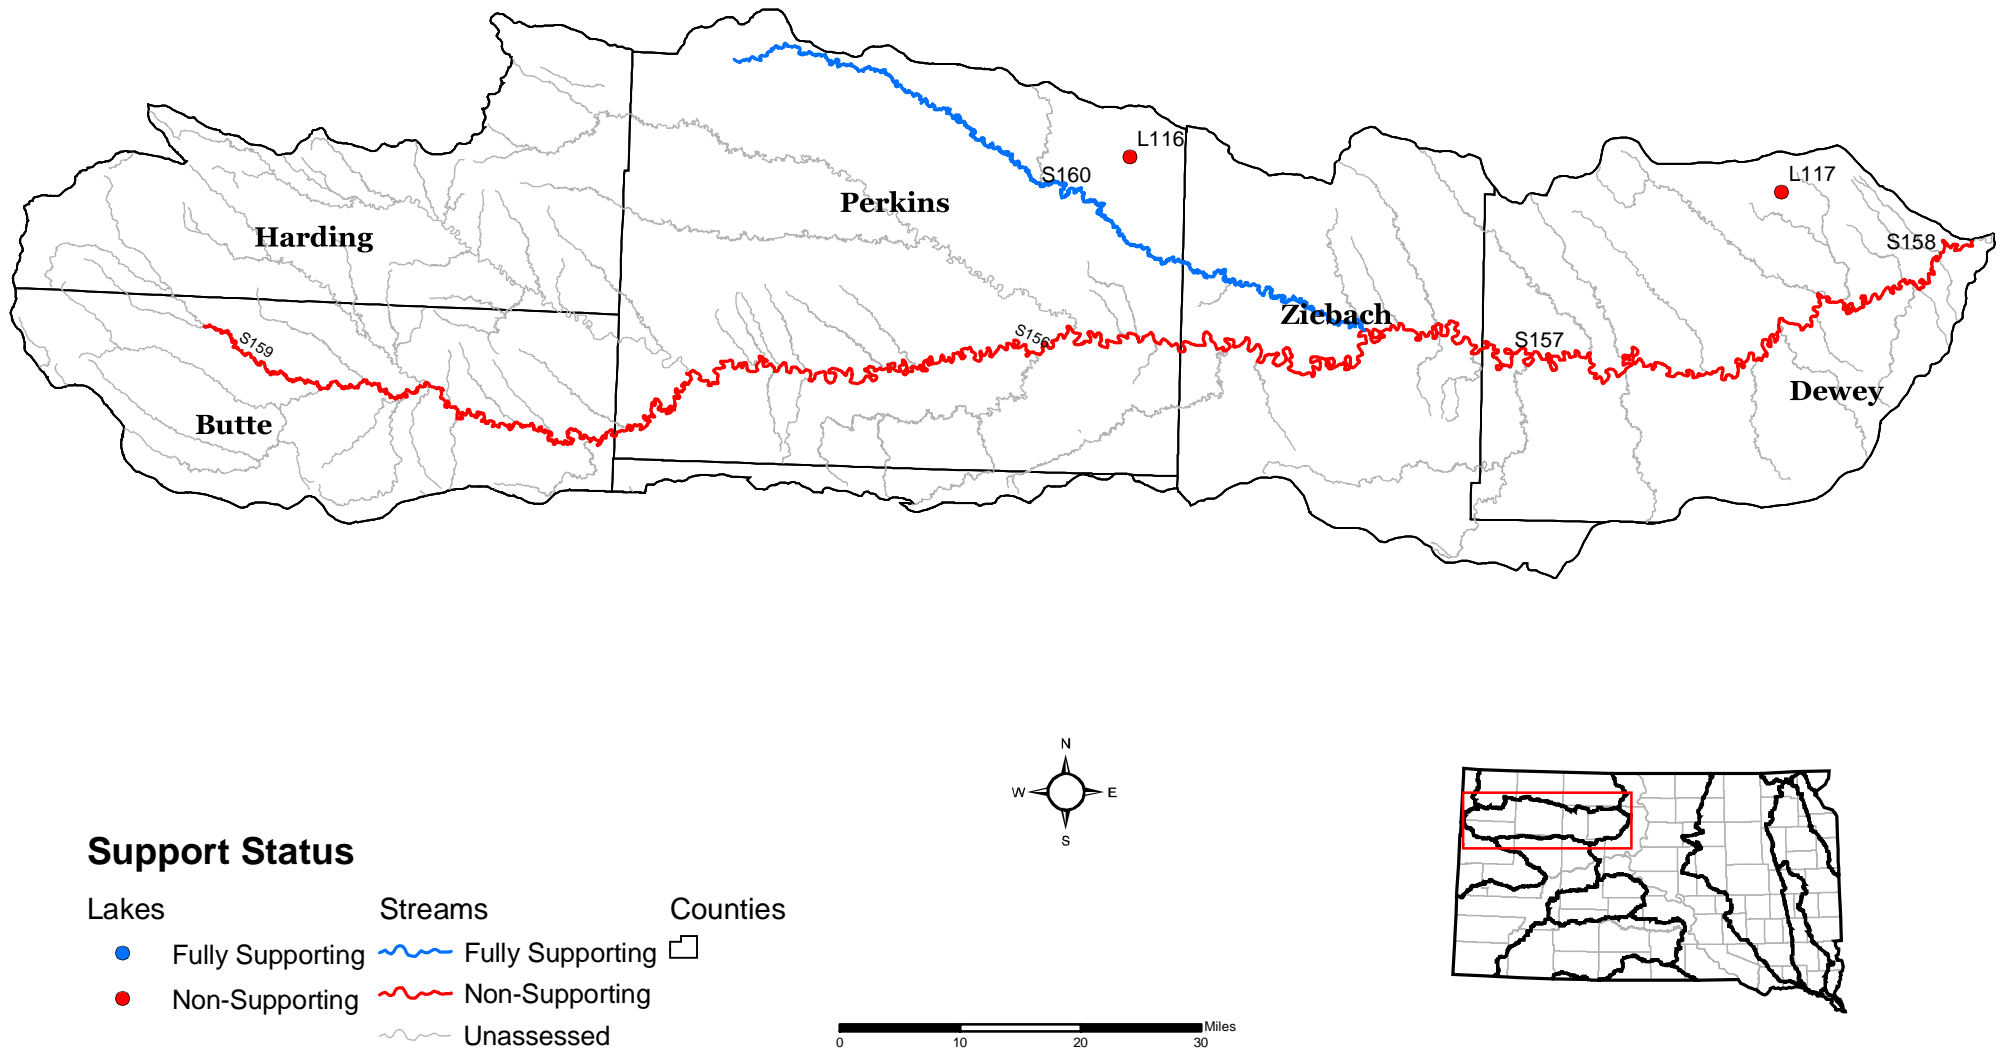 L116
S160
L117
Perkins
Harding
S158
Ziebach
S159
S156
S157
Dewey
Butte
N
W
E
S
Support Status
Lakes
Streams
Counties
Fully Supporting
Fully Supporting
Non-Supporting
Non-Supporting
Unassessed
Miles
0
10
20
30